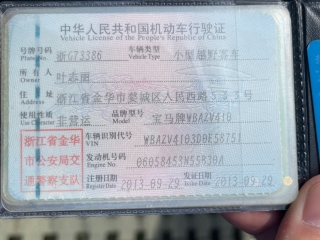 中华人民共和国机动车行驶证
Vehicle License of the People's Republic of China
号牌号码 浙G73386 车辆类型 小型越野客车
Plate No. Vehicle Type
所有人 叶志丽
Owner
住址 浙江省金华市婺城区人民西路333号
Address
使用性质 非营运 品牌型号 宝马牌WBAZV410
Use Character Model
浙江省金华市公安局交通警察支队
车辆识别代号
VIN
发动机号码
Engine No.
注册日期 2013-09-29 发证日期 2013-09-29
Register Date Issue Date